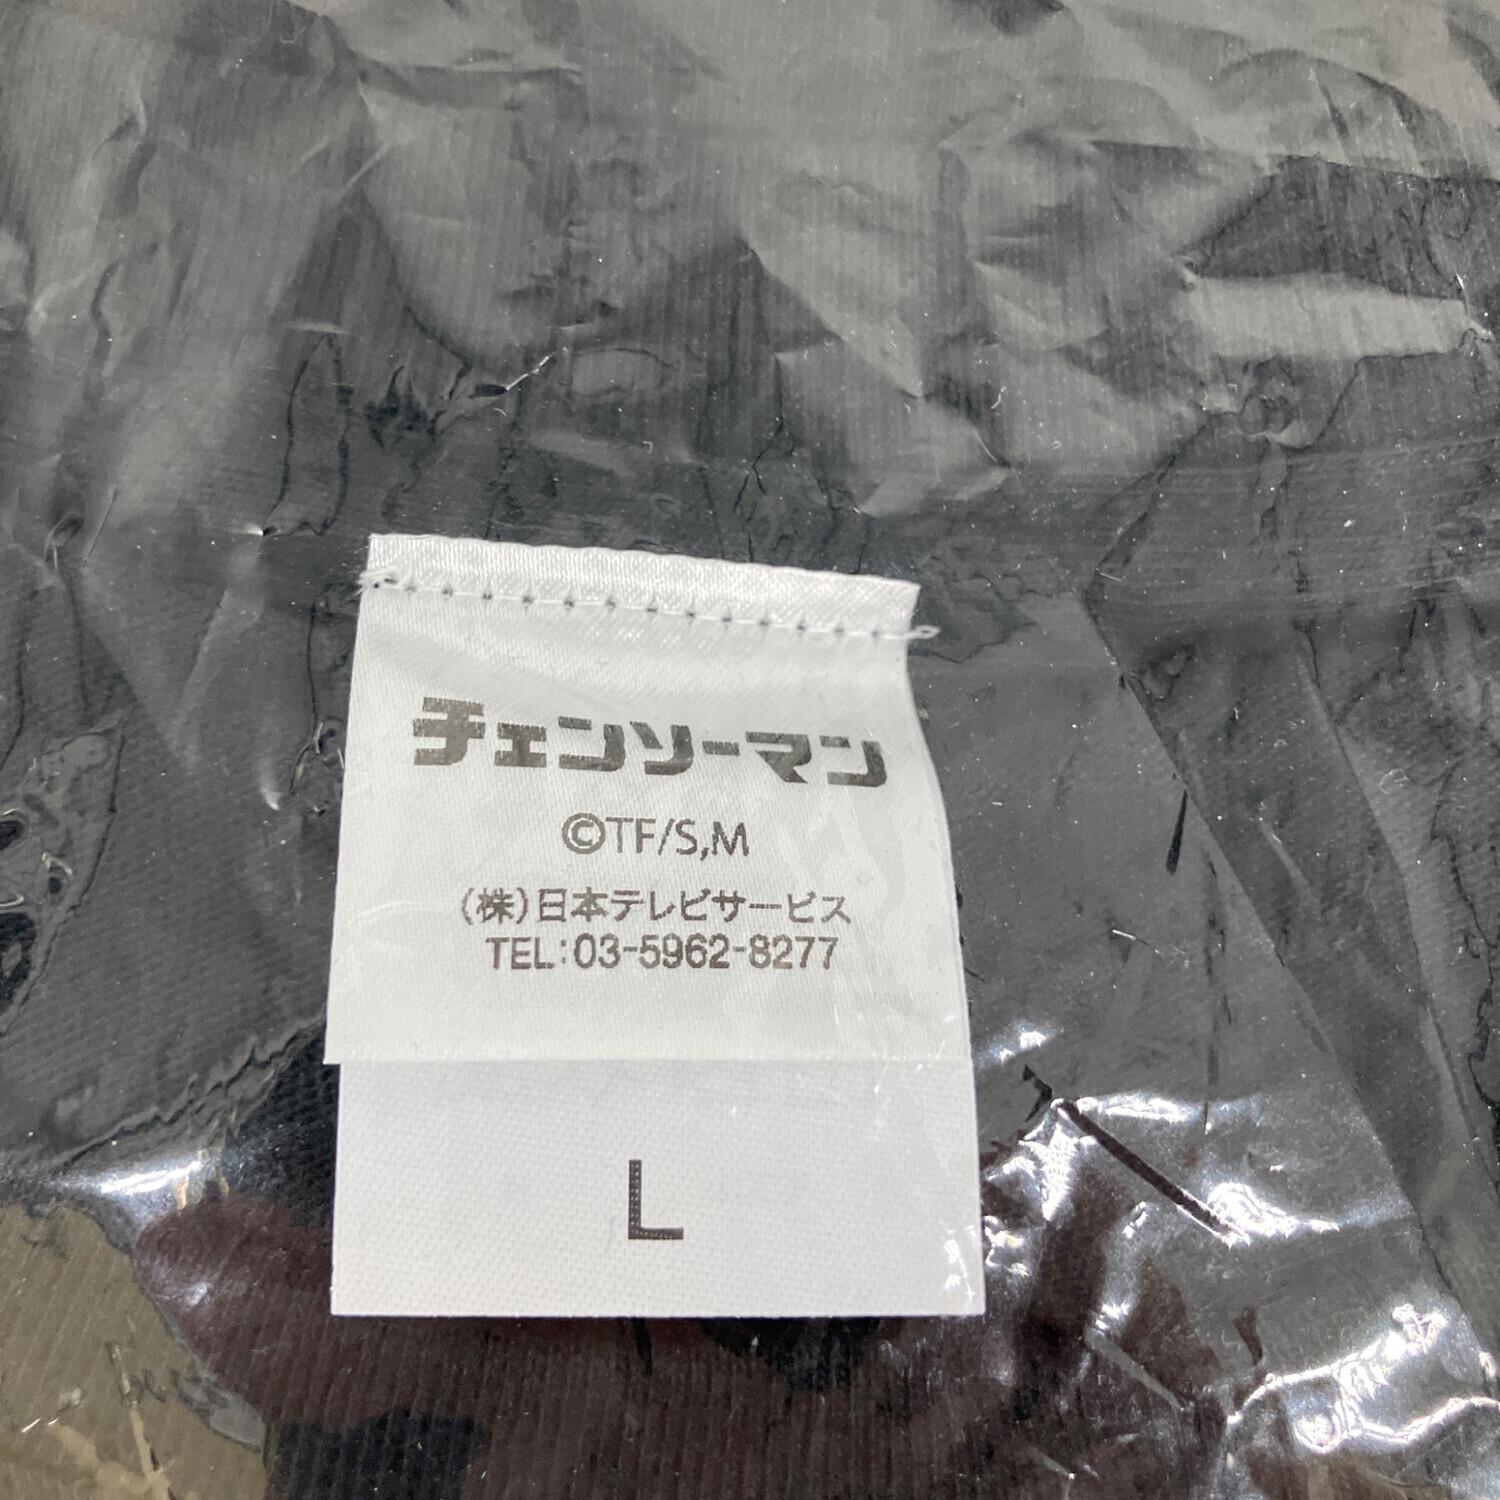 チェンソーマン
©TF/S,M
(株)日本テレビサービス
TEL:03-5962-8277
L